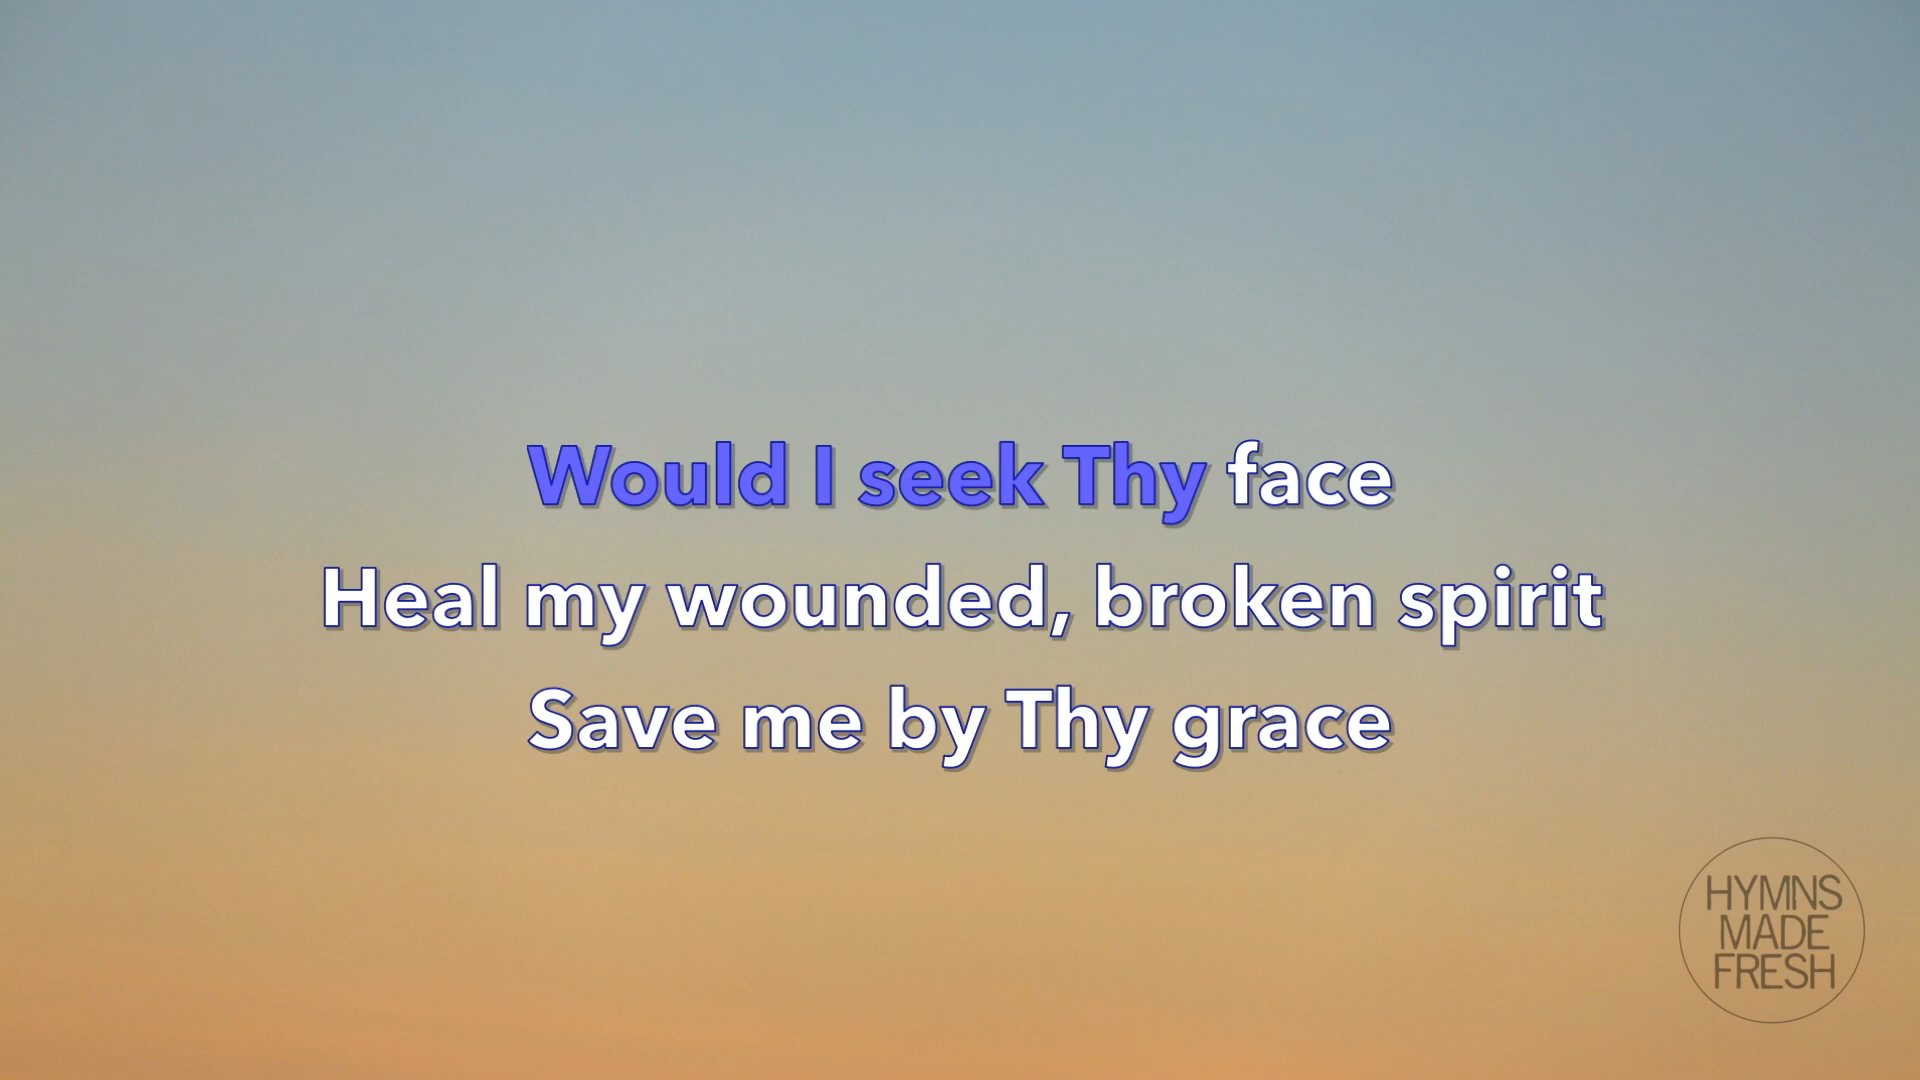 Would I seek Thy face
Heal my wounded, broken spirit
Save me by Thy grace
HYMNS
MADE
FRESH